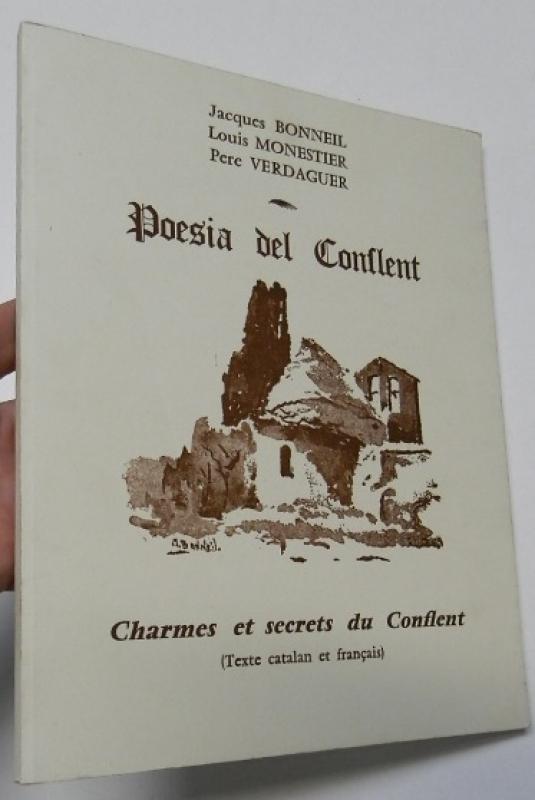 Jacques BONNEIL
Louis MONESTIER
Pere VERDAGUER
Poesia del Conflent
Charmes et secrets du Conflent
(Texte catalan et français)